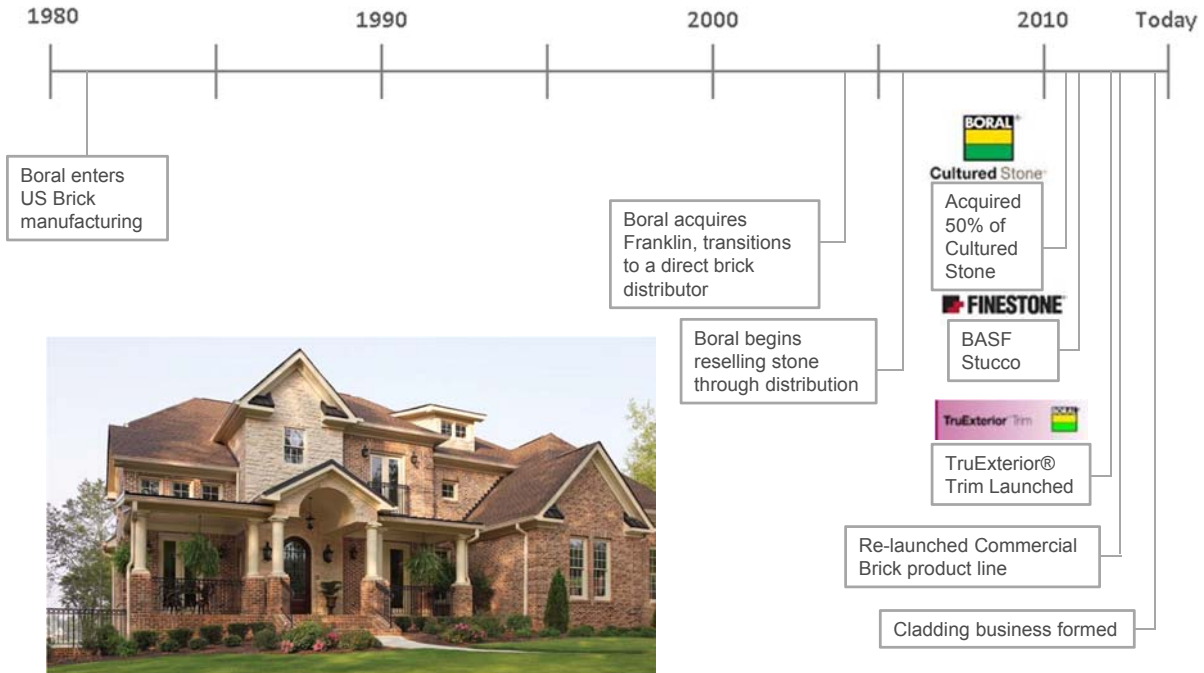 1980
1990
2000
2010
Today
Boral enters
US Brick
manufacturing
Boral acquires
Franklin, transitions
to a direct brick
distributor
Boral begins
reselling stone
through distribution
BORAL®
Cultured Stone
Acquired
50% of
Cultured
Stone
FINESTONE
BASF
Stucco
TruExterior Trim
BORAL
TruExterior®
Trim Launched
Re-launched Commercial
Brick product line
Cladding business formed